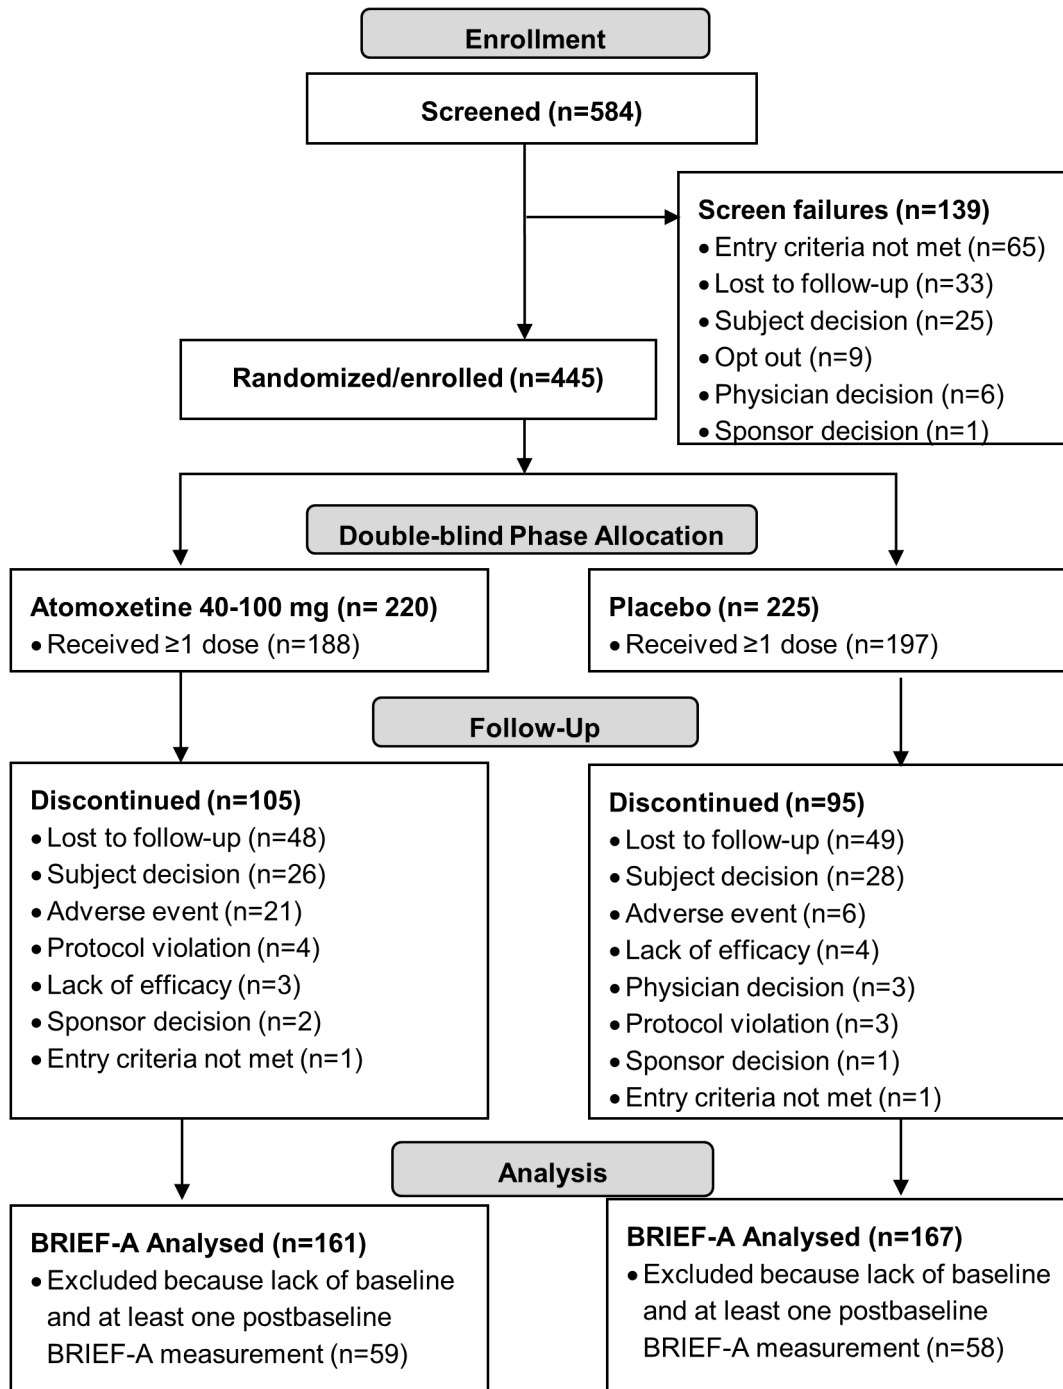 Enrollment
Screened (n=584)
Screen failures (n=139)
• Entry criteria not met (n=65)
• Lost to follow-up (n=33)
• Subject decision (n=25)
• Opt out (n=9)
• Physician decision (n=6)
• Sponsor decision (n=1)
Randomized/enrolled (n=445)
Double-blind Phase Allocation
Atomoxetine 40-100 mg (n= 220)
• Received ≥1 dose (n=188)
Placebo (n= 225)
• Received ≥1 dose (n=197)
Follow-Up
Discontinued (n=105)
• Lost to follow-up (n=48)
• Subject decision (n=26)
• Adverse event (n=21)
• Protocol violation (n=4)
• Lack of efficacy (n=3)
• Sponsor decision (n=2)
• Entry criteria not met (n=1)
Discontinued (n=95)
• Lost to follow-up (n=49)
• Subject decision (n=28)
• Adverse event (n=6)
• Lack of efficacy (n=4)
• Physician decision (n=3)
• Protocol violation (n=3)
• Sponsor decision (n=1)
• Entry criteria not met (n=1)
Analysis
BRIEF-A Analysed (n=161)
• Excluded because lack of baseline
and at least one postbaseline
BRIEF-A measurement (n=59)
BRIEF-A Analysed (n=167)
• Excluded because lack of baseline
and at least one postbaseline
BRIEF-A measurement (n=58)